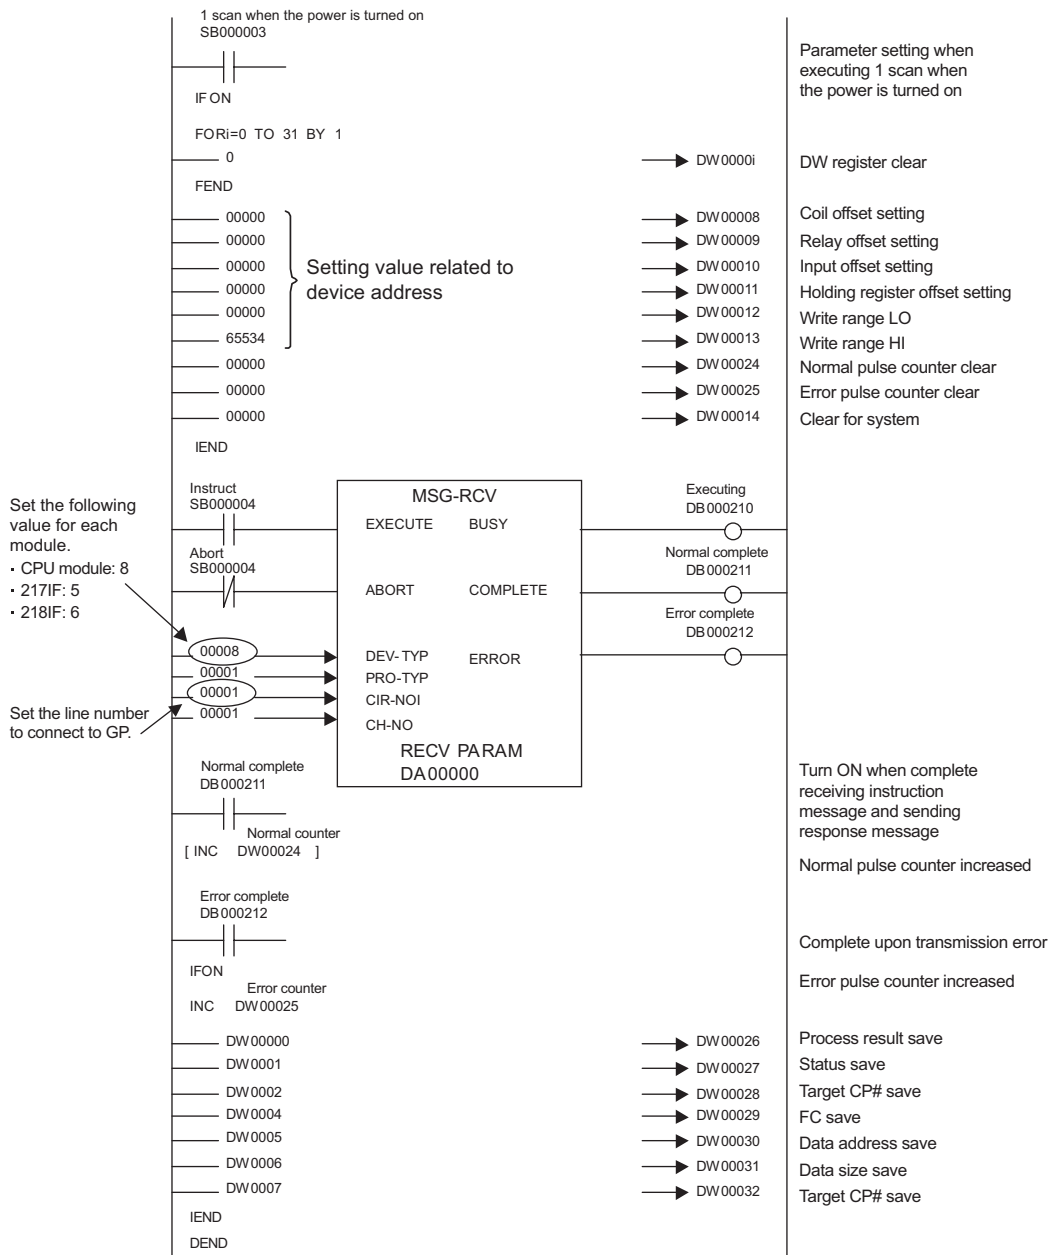 1 scan when the power is turned on
SB000003
Parameter setting when
executing 1 scan when
the power is turned on
IF ON
FORi=0 TO 31 BY 1
0 DW0000i DW register clear
FEND
00000 DW00008 Coil offset setting
00000 DW00009 Relay offset setting
00000 DW00010 Input offset setting
Setting value related to
device address
00000 DW00011 Holding register offset setting
00000 DW00012 Write range LO
65534 DW00013 Write range HI
00000 DW00024 Normal pulse counter clear
00000 DW00025 Error pulse counter clear
00000 DW00014 Clear for system
IEND
Set the following
value for each
module.
· CPU module: 8
· 217IF: 5
· 218IF: 6
Instruct
SB000004
MSG-RCV
EXECUTE BUSY
Executing
DB000210
Abort
SB000004
ABORT COMPLETE
Normal complete
DB000211
Error complete
DB000212
00008 DEV-TYP ERROR
00001 PRO-TYP
00001 CIR-NOI
00001 CH-NO
Set the line number
to connect to GP.
RECV PARAM
DA00000
Normal complete
DB000211
Turn ON when complete
receiving instruction
message and sending
response message
Normal counter
[ INC DW00024 ]
Normal pulse counter increased
Error complete
DB000212
Complete upon transmission error
IFON
Error counter
INC DW00025
Error pulse counter increased
DW00000 DW00026 Process result save
DW0001 DW00027 Status save
DW0002 DW00028 Target CP# save
DW0004 DW00029 FC save
DW0005 DW00030 Data address save
DW0006 DW00031 Data size save
DW0007 DW00032 Target CP# save
IEND
DEND